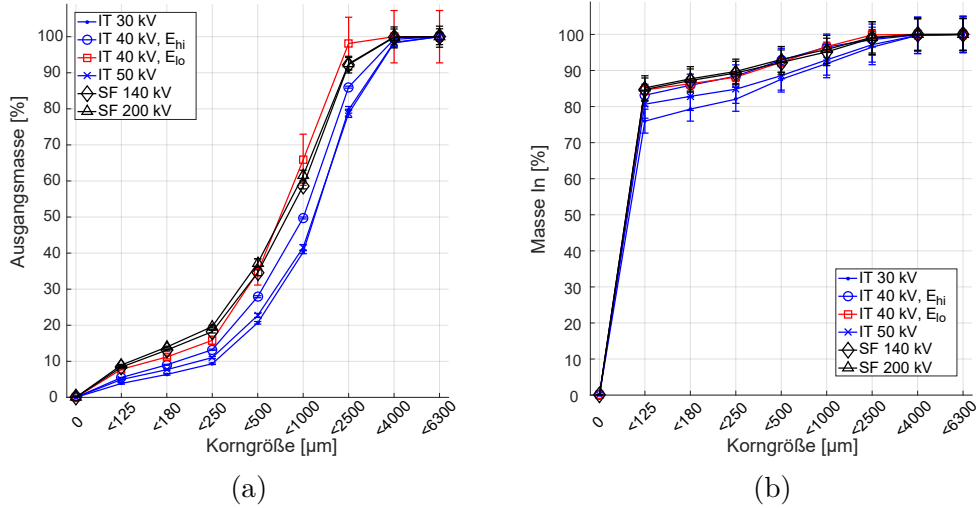 IT 30 kV
IT 40 kV, E_hi
IT 40 kV, E_lo
IT 50 kV
SF 140 kV
SF 200 kV
Ausgangsmasse [%]
100
90
80
70
60
50
40
30
20
10
0
0 <125 <180 <250 <500 <1000 <2500 <4000 <6300
Korngröße [µm]
(a)
Masse In [%]
100
90
80
70
60
50
40
30
20
10
0
IT 30 kV
IT 40 kV, E_hi
IT 40 kV, E_lo
IT 50 kV
SF 140 kV
SF 200 kV
0 <125 <180 <250 <500 <1000 <2500 <4000 <6300
Korngröße [µm]
(b)